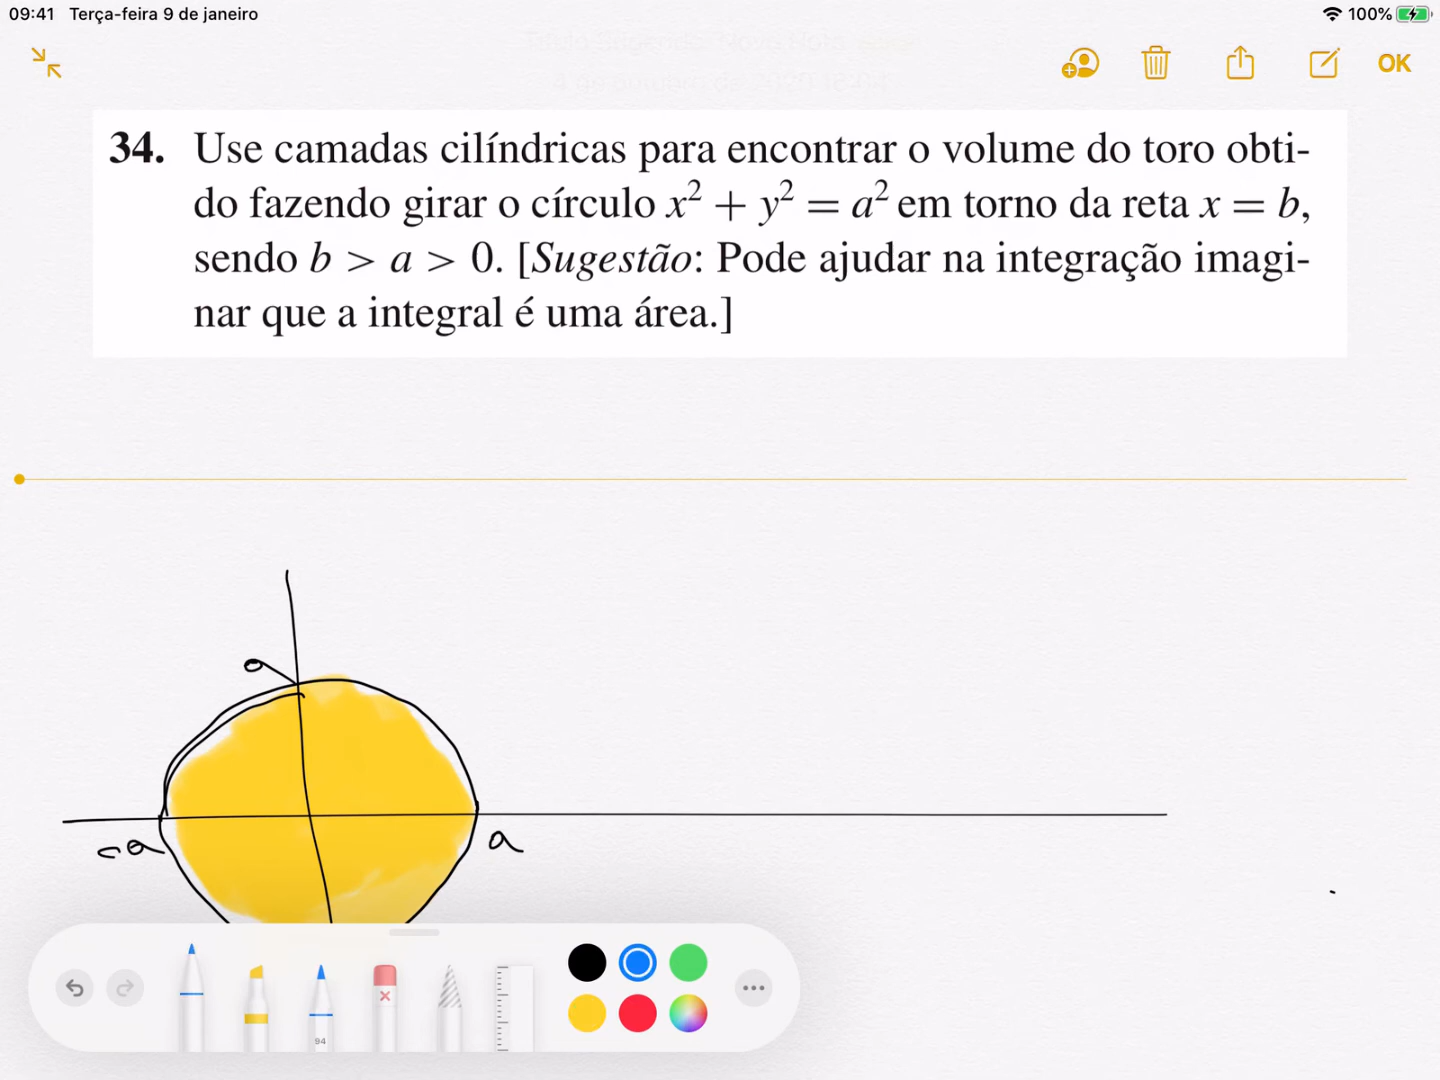 09:41 Terça-feira 9 de janeiro
100%
OK
34. Use camadas cilíndricas para encontrar o volume do toro obti-
do fazendo girar o círculo x² + y² = a² em torno da reta x = b,
sendo b > a > 0. [Sugestão: Pode ajudar na integração imagi-
nar que a integral é uma área.]
a
-a
a
94